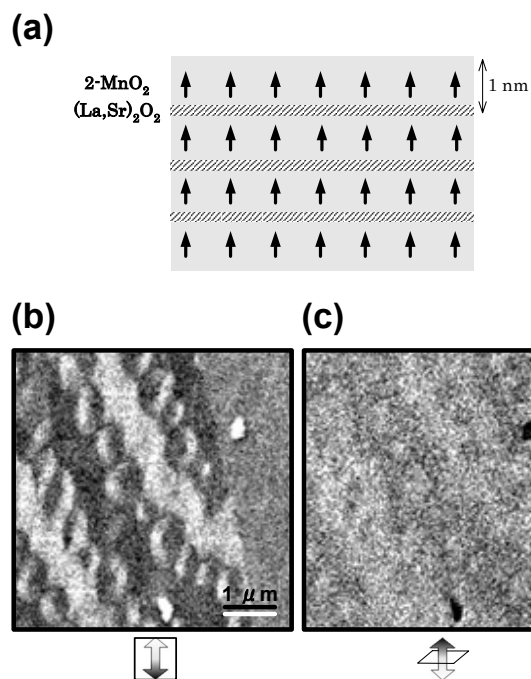 (a)
2-MnO₂
(La,Sr)₂O₂
1 nm
(b)
(c)
1 μm